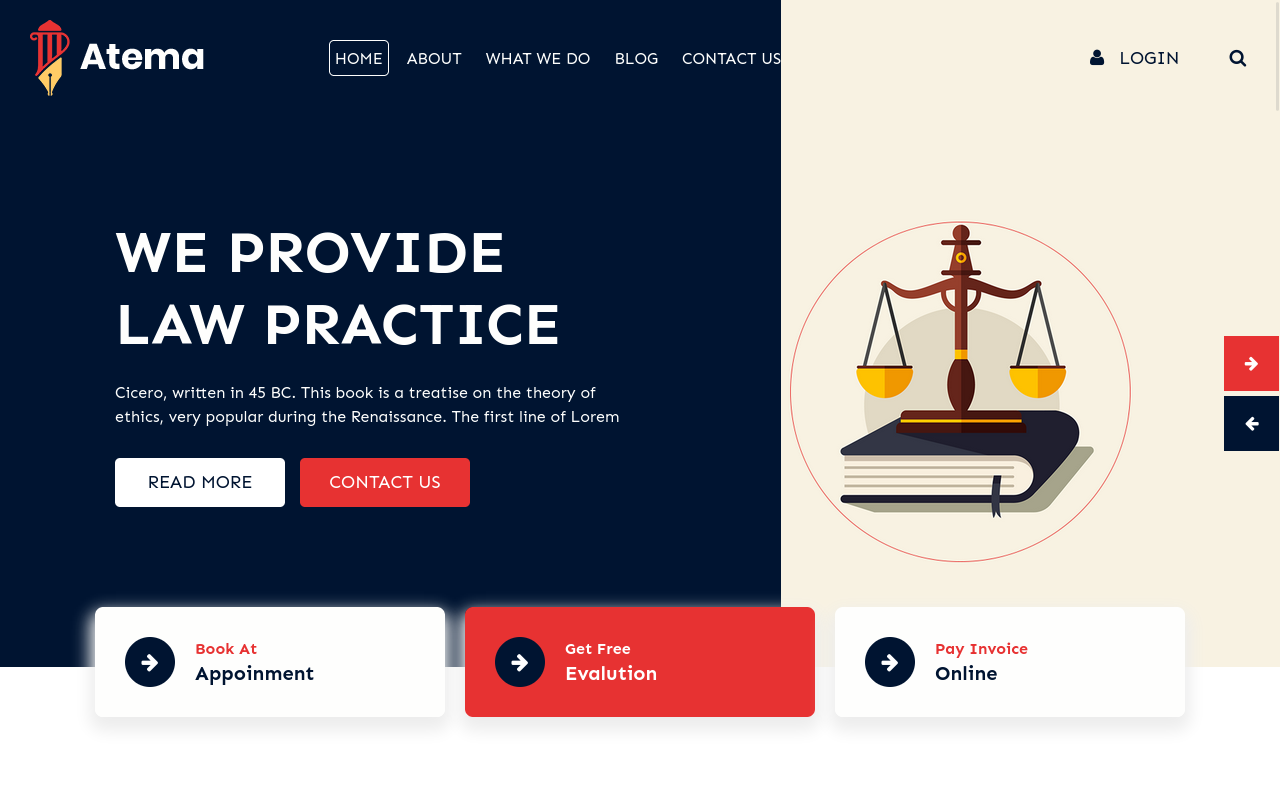 Atema
HOME ABOUT WHAT WE DO BLOG CONTACT US
LOGIN
WE PROVIDE
LAW PRACTICE
Cicero, written in 45 BC. This book is a treatise on the theory of
ethics, very popular during the Renaissance. The first line of Lorem
READ MORE
CONTACT US
Book At
Appoinment
Get Free
Evalution
Pay Invoice
Online